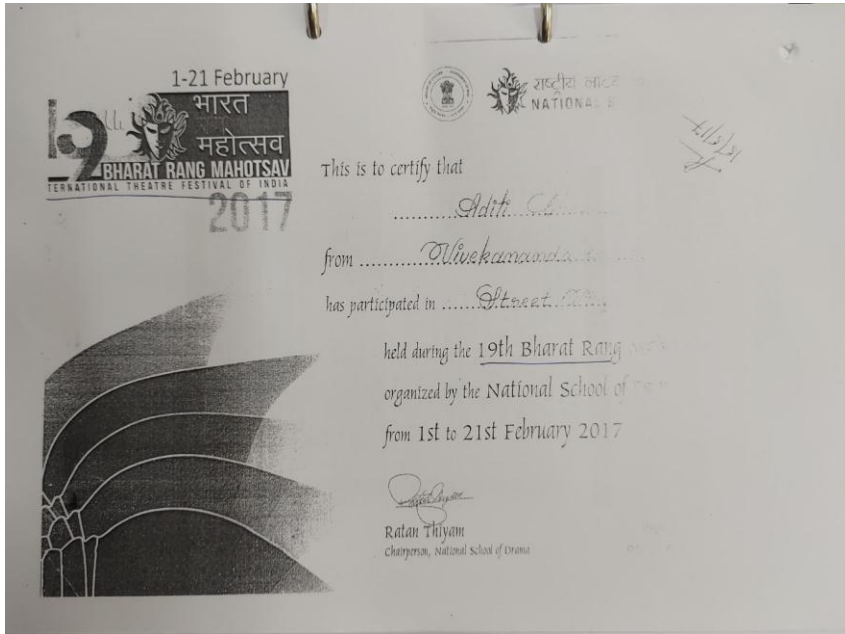 1-21 February
19th
भारत
महोत्सव
BHARAT RANG MAHOTSAV
TERNATIONAL THEATRE FESTIVAL OF INDIA
2017
राष्ट्रीय नाट्य
NATIONAL S
This is to certify that
Aditi
from Vivekananda
has participated in Street
held during the 19th Bharat Rang
organized by the National School of
from 1st to 21st February 2017
Ratan Thiyam
Chairperson, National School of Drama